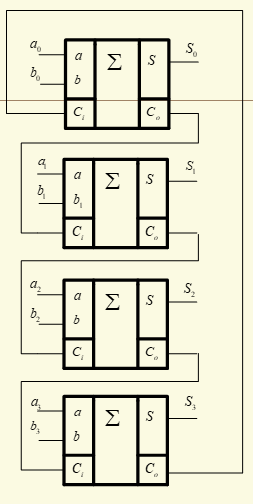 a₀ a Σ S S₀
b₀ b
Cᵢ Cₒ
a₁ a Σ S S₁
b₁ b₁
Cᵢ Cₒ
a₂ a Σ S S₂
b₂ b
Cᵢ Cₒ
a₃ a Σ S S₃
b₃ b
Cᵢ Cₒ